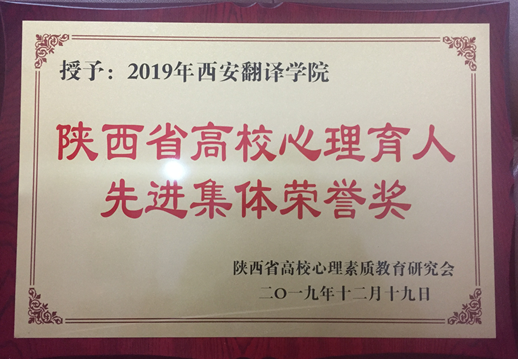 授予：2019年西安翻译学院
陕西省高校心理育人
先进集体荣誉奖
陕西省高校心理素质教育研究会
二〇一九年十二月十九日